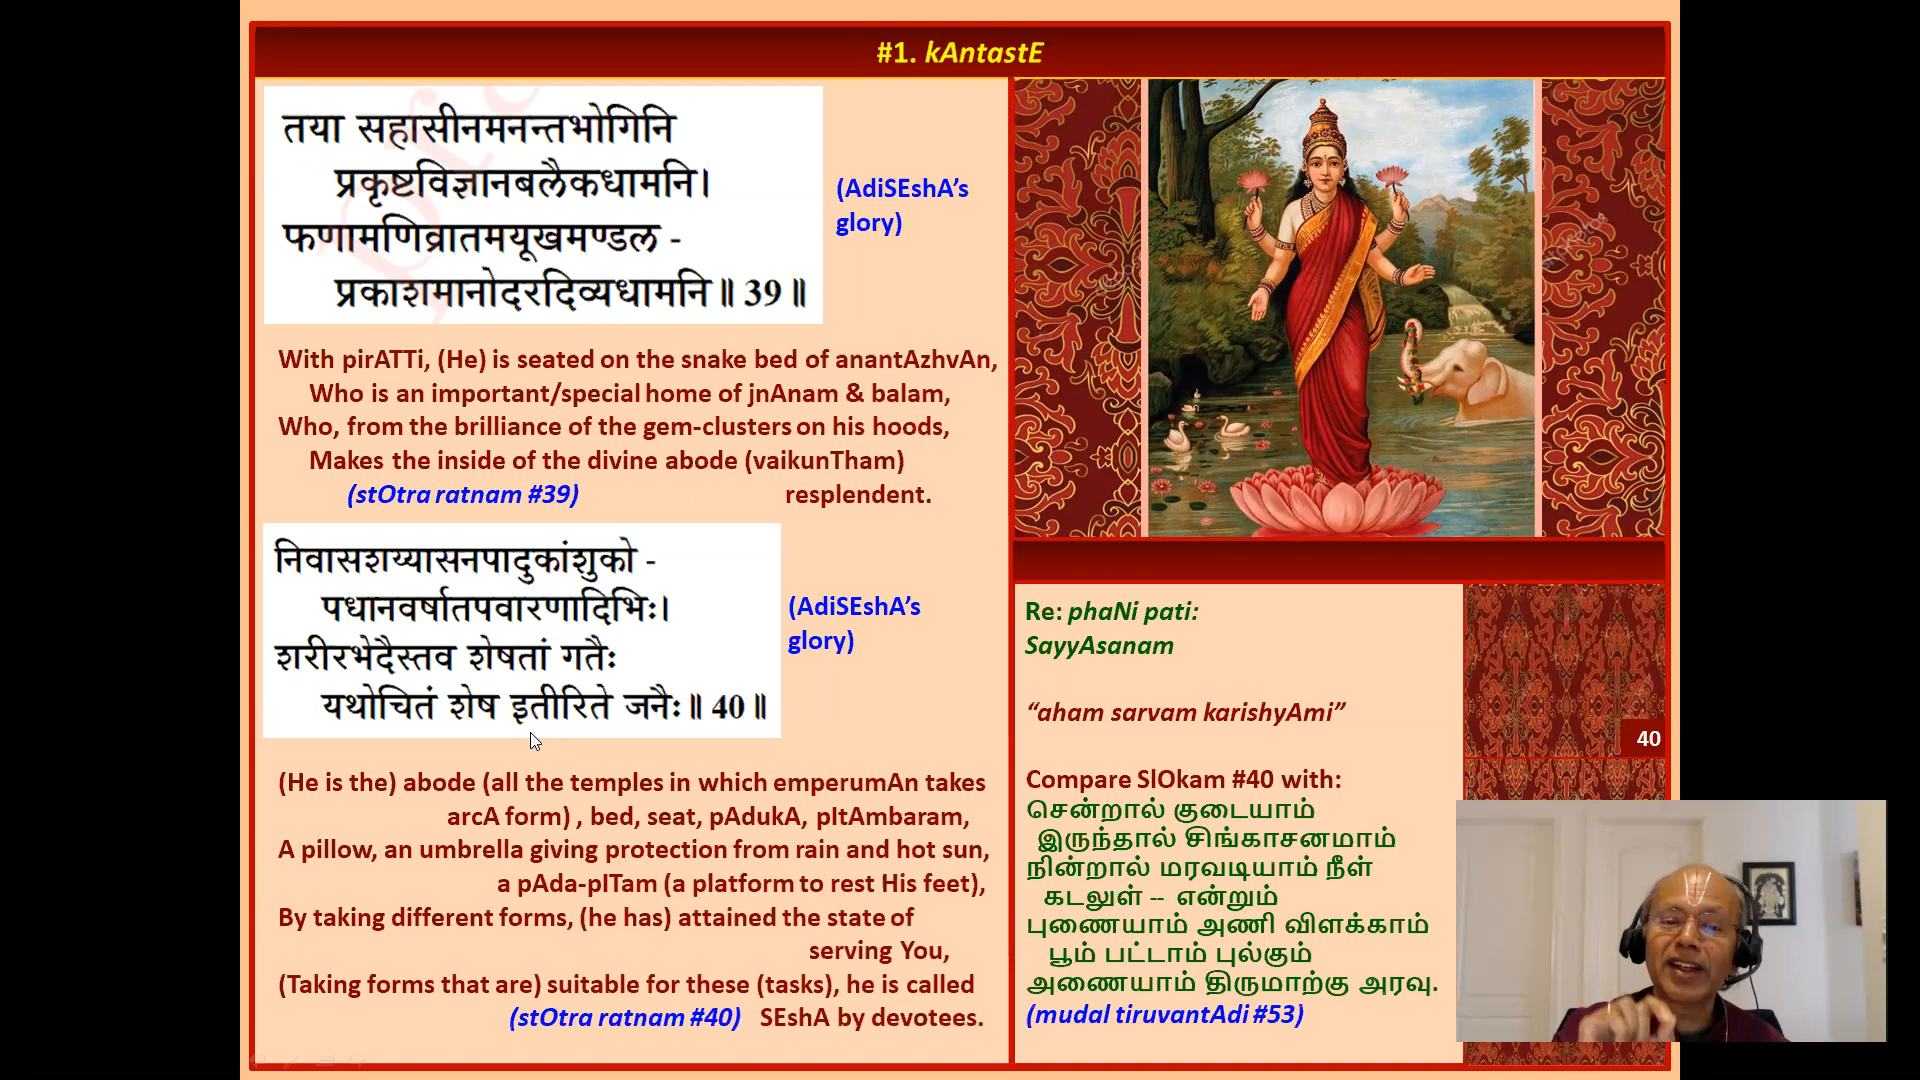 #1. kAntastE
तया सहासीनमनन्तभोगिनि
प्रकृष्टविज्ञानबलैकधामनि।
फणामणिव्रातमयूखमण्डल -
प्रकाशमानोदरदिव्यधामनि॥ 39॥
(AdiSEshA’s
glory)
With pirATTi, (He) is seated on the snake bed of anantAzhvAn,
Who is an important/special home of jnAnam & balam,
Who, from the brilliance of the gem-clusters on his hoods,
Makes the inside of the divine abode (vaikunTham)
(stOtra ratnam #39) resplendent.
निवासशय्यासनपादुकांशुको -
पधानवर्षातपवारणादिभिः।
शरीरभेदैस्तव शेषतां गतैः
यथोचितं शेष इतीरिते जनैः॥ 40॥
(AdiSEshA’s
glory)
(He is the) abode (all the temples in which emperumAn takes
arcA form) , bed, seat, pAdukA, pItAmbaram,
A pillow, an umbrella giving protection from rain and hot sun,
a pAda-pITam (a platform to rest His feet),
By taking different forms, (he has) attained the state of
serving You,
(Taking forms that are) suitable for these (tasks), he is called
(stOtra ratnam #40) SEshA by devotees.
Re: phaNi pati:
SayyAsanam
“aham sarvam karishyAmi”
Compare SlOkam #40 with:
சென்றால் குடையாம்
இருந்தால் சிங்காசனமாம்
நின்றால் மரவடியாம் நீள்
கடலுள் -- என்றும்
புணையாம் அணி விளக்காம்
பூம் பட்டாம் புல்கும்
அணையாம் திருமாற்கு அரவு.
(mudal tiruvantAdi #53)
40